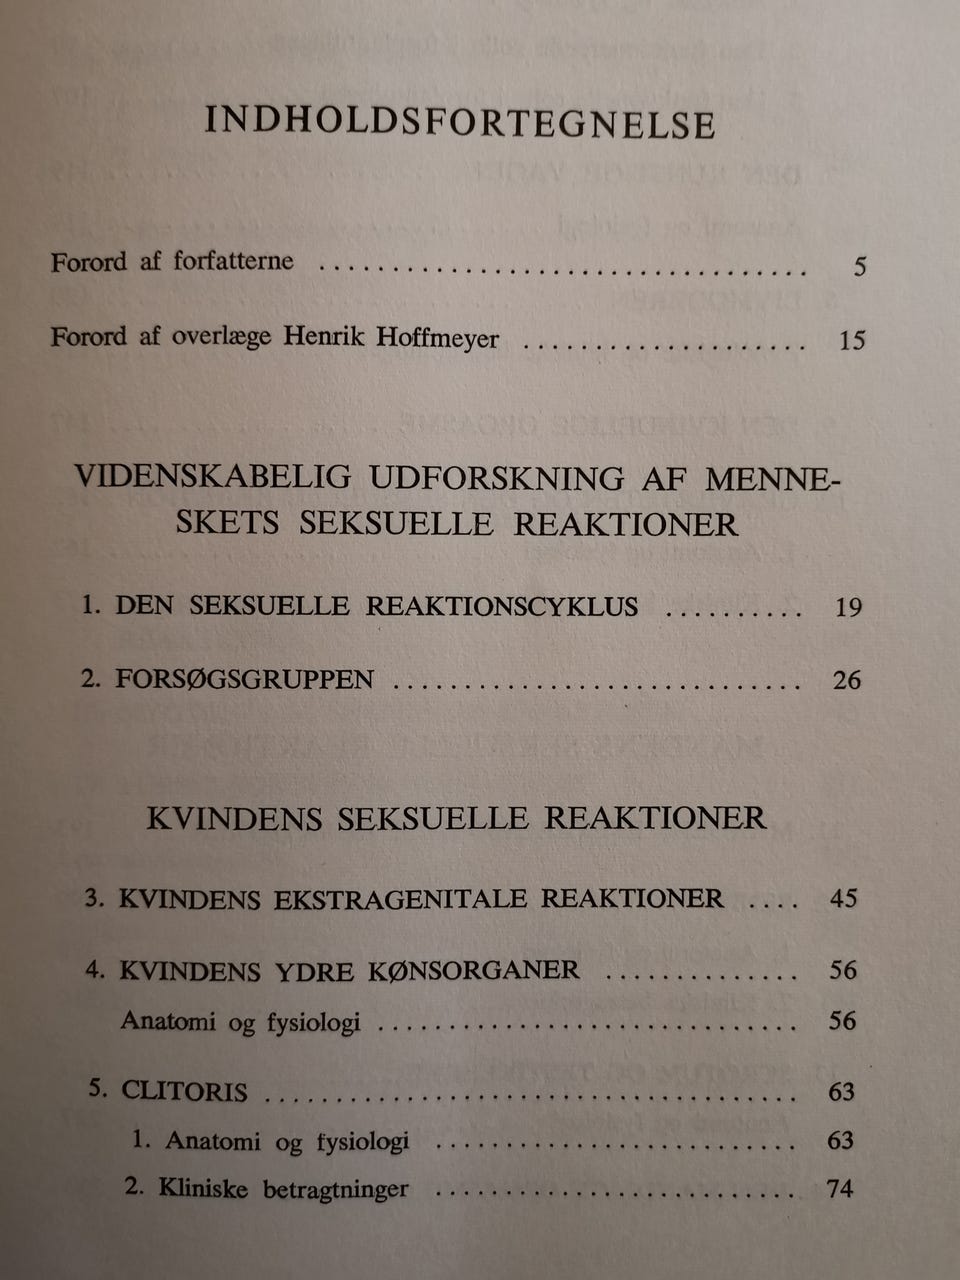 INDHOLDSFORTEGNELSE
Forord af forfatterne ................................. 5
Forord af overlæge Henrik Hoffmeyer .................... 15
VIDENSKABELIG UDFORSKNING AF MENNE-
SKETS SEKSUELLE REAKTIONER
1. DEN SEKSUELLE REAKTIONSCYKLUS .......... 19
2. FORSØGSGRUPPEN ............................. 26
KVINDENS SEKSUELLE REAKTIONER
3. KVINDENS EKSTRAGENITALE REAKTIONER .... 45
4. KVINDENS YDRE KØNSORGANER .............. 56
Anatomi og fysiologi .............................. 56
5. CLITORIS ...................................... 63
1. Anatomi og fysiologi .......................... 63
2. Kliniske betragtninger .......................... 74